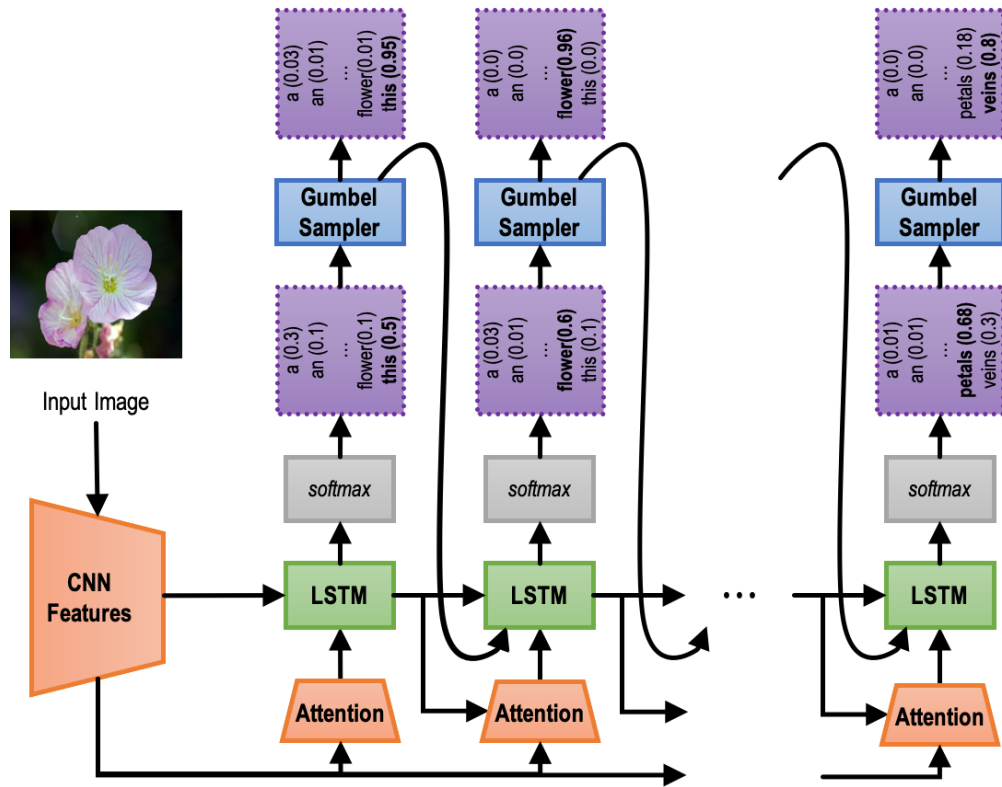 a (0.03)
an (0.01)
...
flower(0.01)
this (0.95)
a (0.0)
an (0.0)
...
flower(0.96)
this (0.0)
a (0.0)
an (0.0)
...
petals (0.18)
veins (0.8)
Gumbel
Sampler
Gumbel
Sampler
Gumbel
Sampler
a (0.3)
an (0.1)
...
flower(0.1)
this (0.5)
a (0.03)
an (0.01)
...
flower(0.6)
this (0.1)
a (0.01)
an (0.01)
...
petals (0.68)
veins (0.3)
Input Image
softmax
softmax
softmax
CNN
Features
LSTM
LSTM
...
LSTM
Attention
Attention
Attention